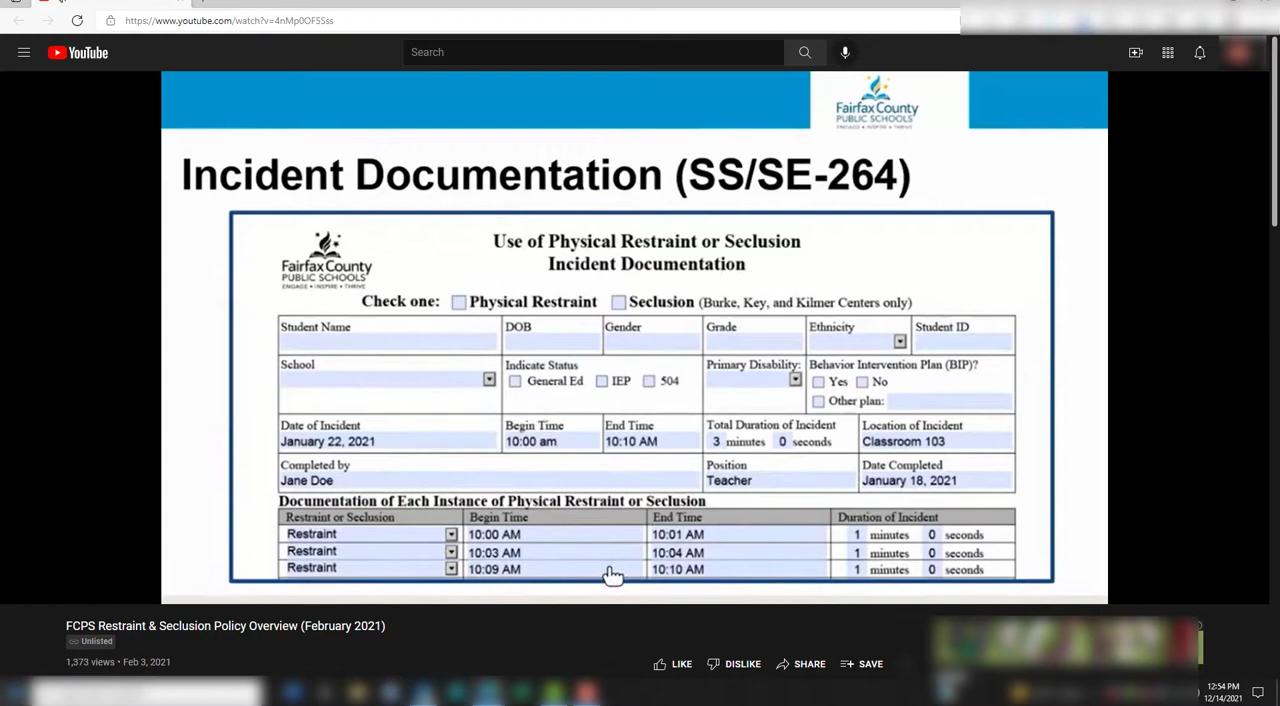 https://www.youtube.com/watch?v=4nMp0OF5Sss
YouTube
Search
Fairfax County
PUBLIC SCHOOLS
ENGAGE • INSPIRE • THRIVE
Incident Documentation (SS/SE-264)
Fairfax County
PUBLIC SCHOOLS
ENGAGE • INSPIRE • THRIVE
Use of Physical Restraint or Seclusion
Incident Documentation
Check one: Physical Restraint Seclusion (Burke, Key, and Kilmer Centers only)
Student Name DOB Gender Grade Ethnicity Student ID
School Indicate Status Primary Disability: Behavior Intervention Plan (BIP)?
General Ed IEP 504 Yes No
Other plan:
Date of Incident Begin Time End Time Total Duration of Incident Location of Incident
January 22, 2021 10:00 am 10:10 AM 3 minutes 0 seconds Classroom 103
Completed by Position Date Completed
Jane Doe Teacher January 18, 2021
Documentation of Each Instance of Physical Restraint or Seclusion
Restraint or Seclusion Begin Time End Time Duration of Incident
Restraint 10:00 AM 10:01 AM 1 minutes 0 seconds
Restraint 10:03 AM 10:04 AM 1 minutes 0 seconds
Restraint 10:09 AM 10:10 AM 1 minutes 0 seconds
FCPS Restraint & Seclusion Policy Overview (February 2021)
Unlisted
1,373 views • Feb 3, 2021
LIKE DISLIKE SHARE SAVE
12:54 PM
12/14/2021